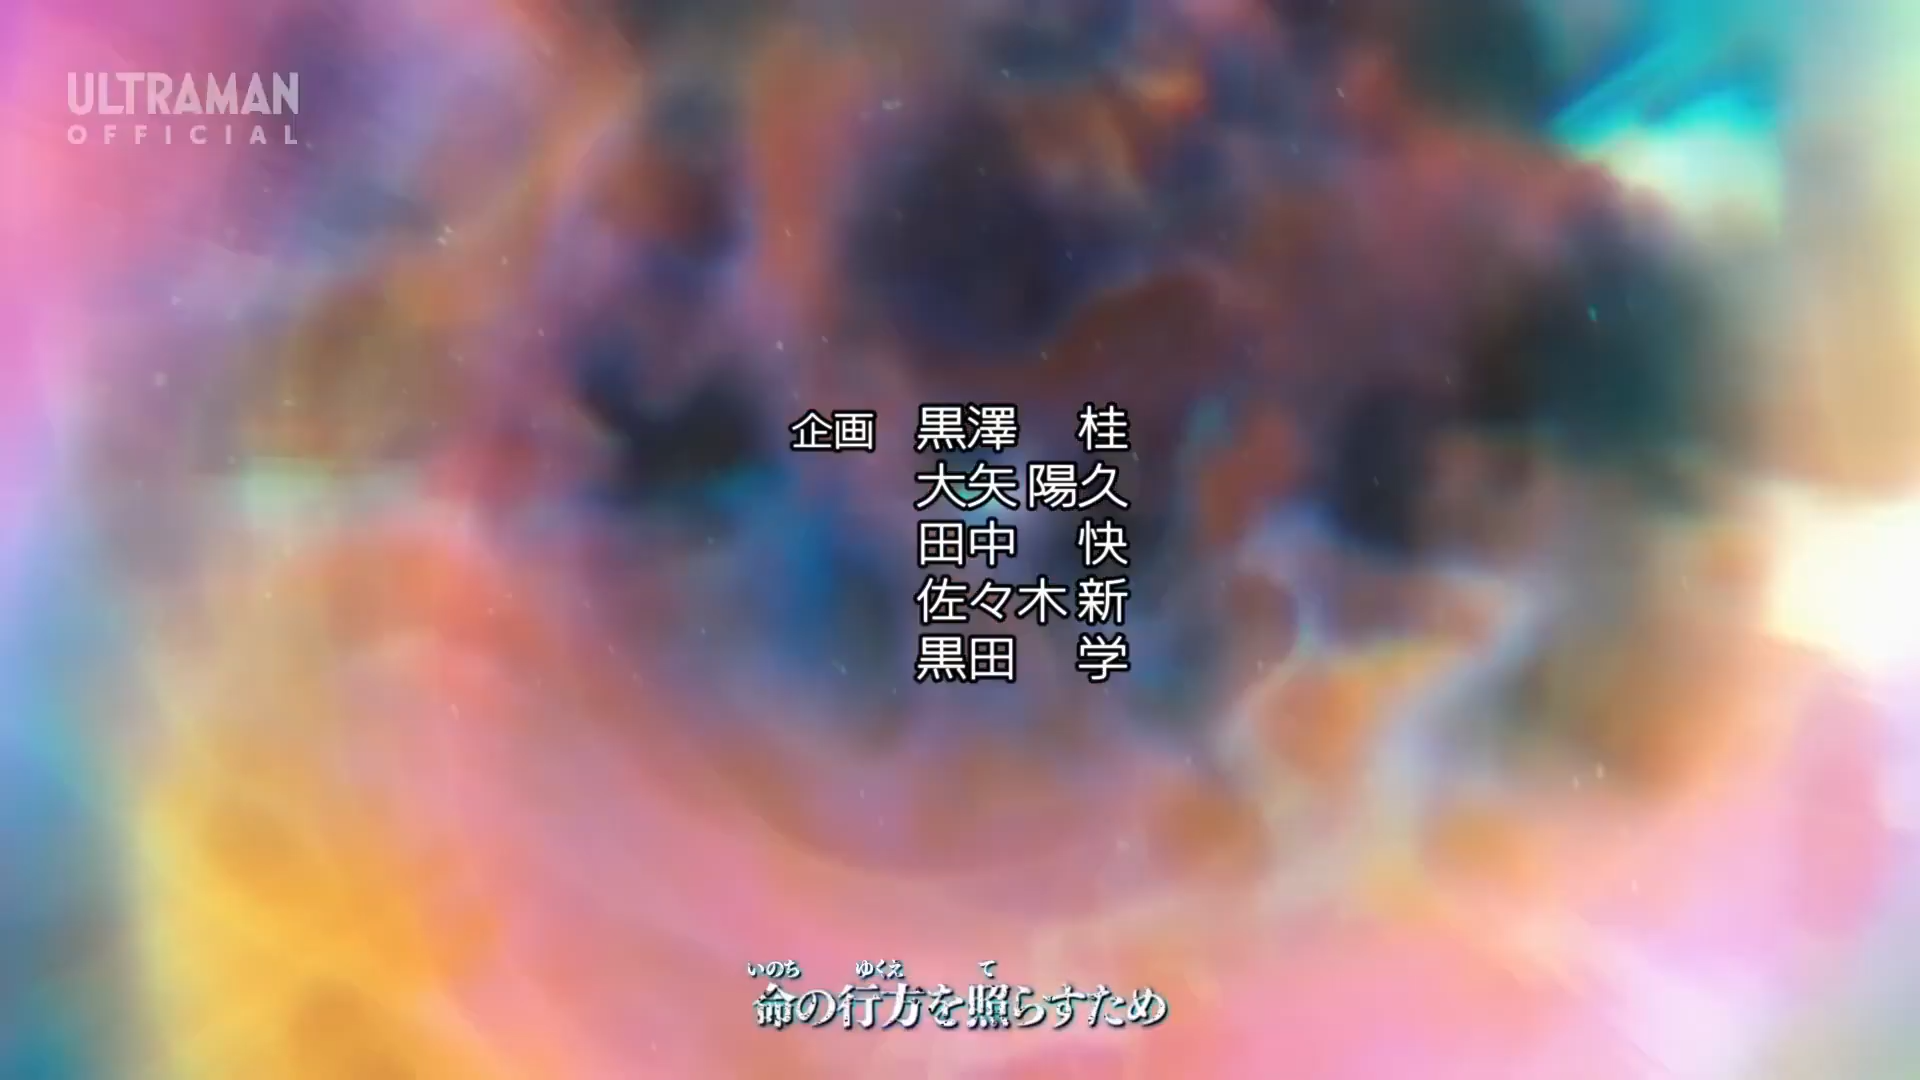 ULTRAMAN
OFFICIAL
企画 黒澤 桂
大矢陽久
田中 快
佐々木新
黒田 学
いのち ゆくえ て
命の行方を照らすため